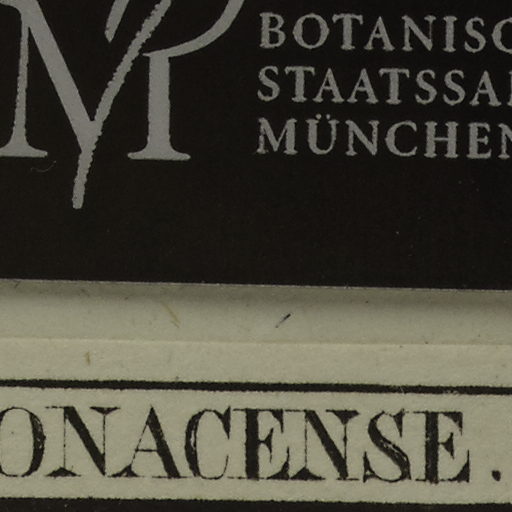 BOTANISC
STAATSSA
MÜNCHEN
ONACENSE.